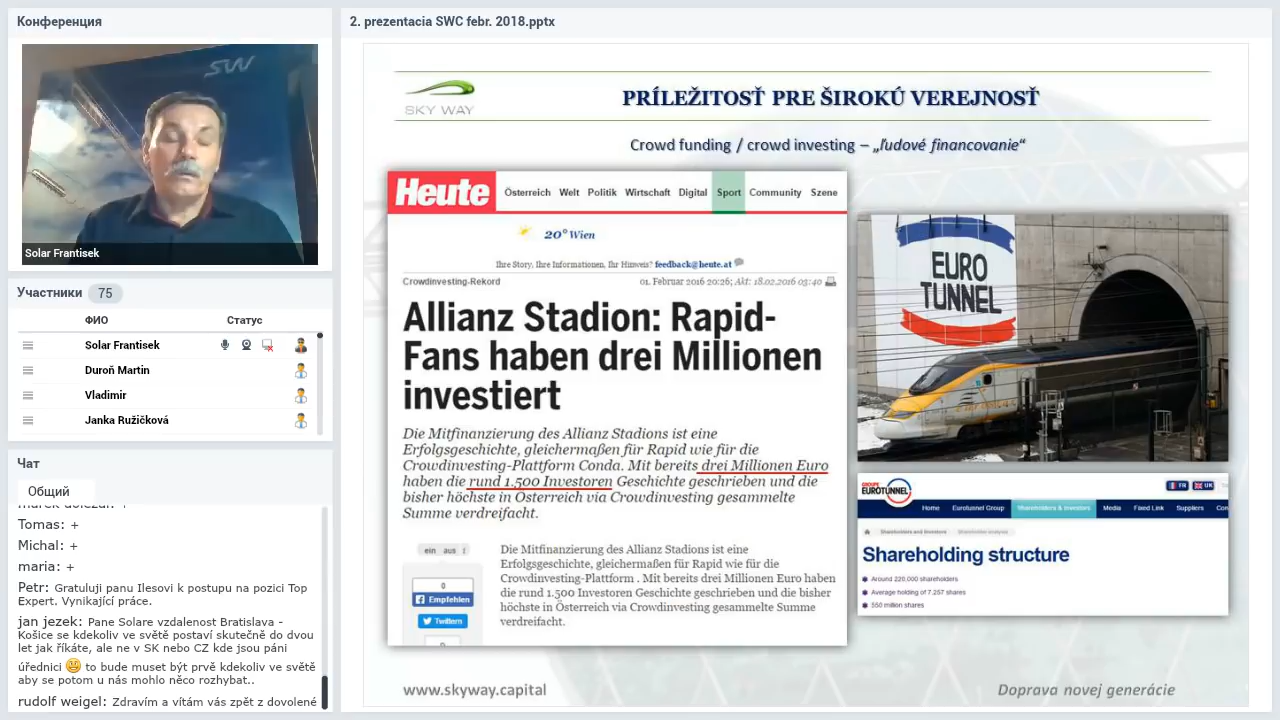 Конференция
SW
Solar Frantisek
Участники 75
ФИО Статус
Solar Frantisek
Duroň Martin
Vladimír
Janka Ružičková
Чат
Общий
Tomas: +
Michal: +
maria: +
Petr: Gratuluji panu Ilesovi k postupu na pozici Top
Expert. Vynikající práce.
jan jezek: Pane Solare vzdalenost Bratislava -
Košice se kdekoliv ve světě postaví skutečně do dvou
let jak říkáte, ale ne v SK nebo CZ kde jsou páni
úředníci 😀 to bude muset být prvě kdekoliv ve světě
aby se potom u nás mohlo něco rozhybat..
rudolf weigel: Zdravím a vítám vás zpět z dovolené
2. prezentacia SWC febr. 2018.pptx
SKY WAY
PRÍLEŽITOSŤ PRE ŠIROKÚ VEREJNOSŤ
Crowd funding / crowd investing – „ľudové financovanie“
Heute Österreich Welt Politik Wirtschaft Digital Sport Community Szene
20° Wien
Ihre Story, Ihre Informationen, Ihr Hinweis? feedback@heute.at
Crowdinvesting-Rekord 01. Februar 2016 20:26; Akt: 18.02.2016 03:40
Allianz Stadion: Rapid-
Fans haben drei Millionen
investiert
Die Mitfinanzierung des Allianz Stadions ist eine
Erfolgsgeschichte, gleichermaßen für Rapid wie für die
Crowdinvesting-Plattform Conda. Mit bereits drei Millionen Euro
haben die rund 1.500 Investoren Geschichte geschrieben und die
bisher höchste in Österreich via Crowdinvesting gesammelte
Summe verdreifacht.
ein aus
0
Empfehlen
Twittern
0
Die Mitfinanzierung des Allianz Stadions ist eine
Erfolgsgeschichte, gleichermaßen für Rapid wie für die
Crowdinvesting-Plattform . Mit bereits drei Millionen Euro haben
die rund 1.500 Investoren Geschichte geschrieben und die bisher
höchste in Österreich via Crowdinvesting gesammelte Summe
verdreifacht.
EURO
TUNNEL
GROUPE
EUROTUNNEL
FR UK
Home Eurotunnel Group Shareholders & Investors Media Fixed Link Suppliers Con
Shareholders and Investors Shareholder analysis
Shareholding structure
Around 220,000 shareholders
Average holding of 7,257 shares
550 million shares
www.skyway.capital
Doprava novej generácie